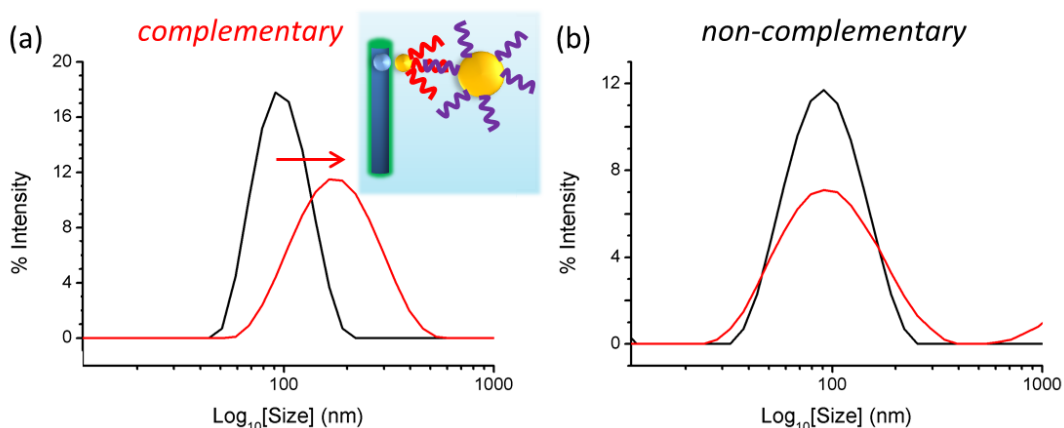 (a) complementary
20
16
12
8
4
0
% Intensity
100
1000
Log₁₀[Size] (nm)
(b) non-complementary
12
8
4
0
% Intensity
100
1000
Log₁₀[Size] (nm)